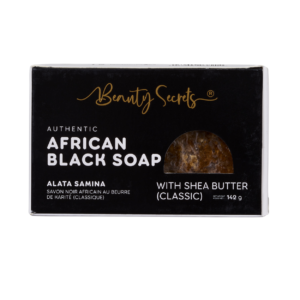 Beauty Secrets ®
AUTHENTIC
AFRICAN
BLACK SOAP
ALATA SAMINA
SAVON NOIR AFRICAIN AU BEURRE
DE KARITÉ (CLASSIQUE)
WITH SHEA BUTTER
(CLASSIC)
142 g